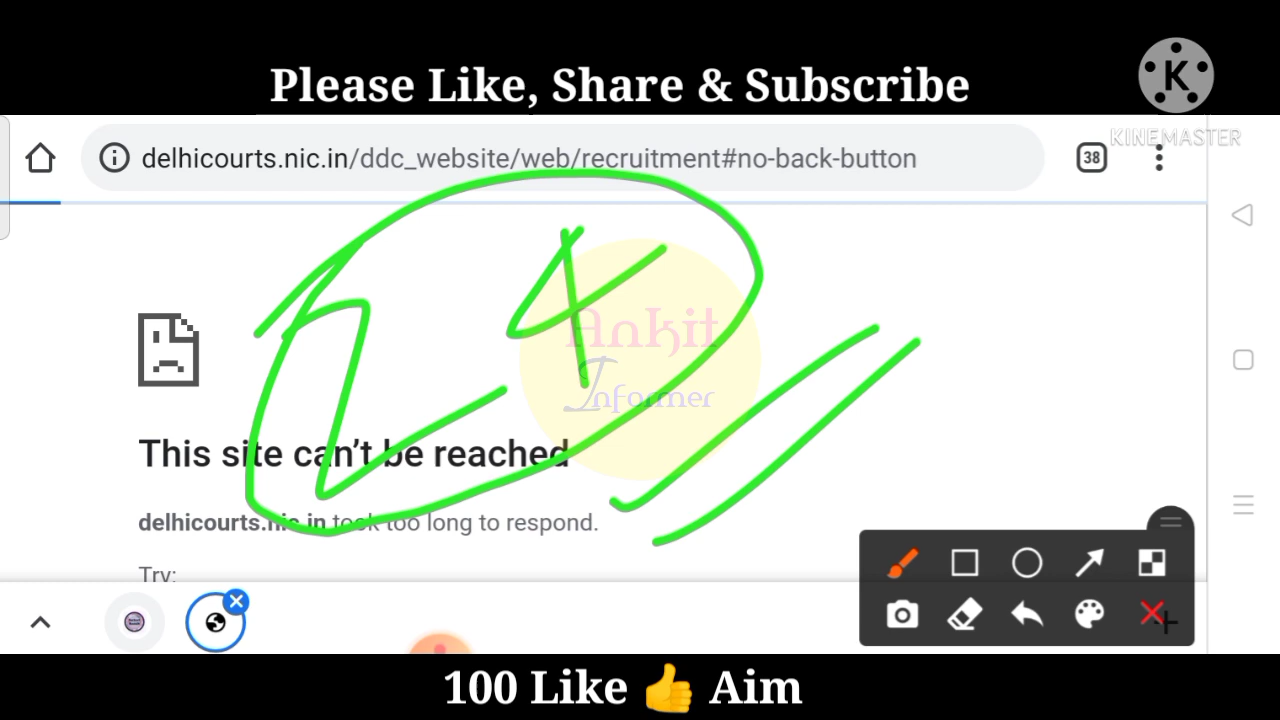 Please Like, Share & Subscribe
K
KINEMASTER
delhicourts.nic.in/ddc_website/web/recruitment#no-back-button
38
24
Ankit
Informer
This site can't be reached
delhicourts.nic.in took too long to respond.
Try:
100 Like 👍 Aim